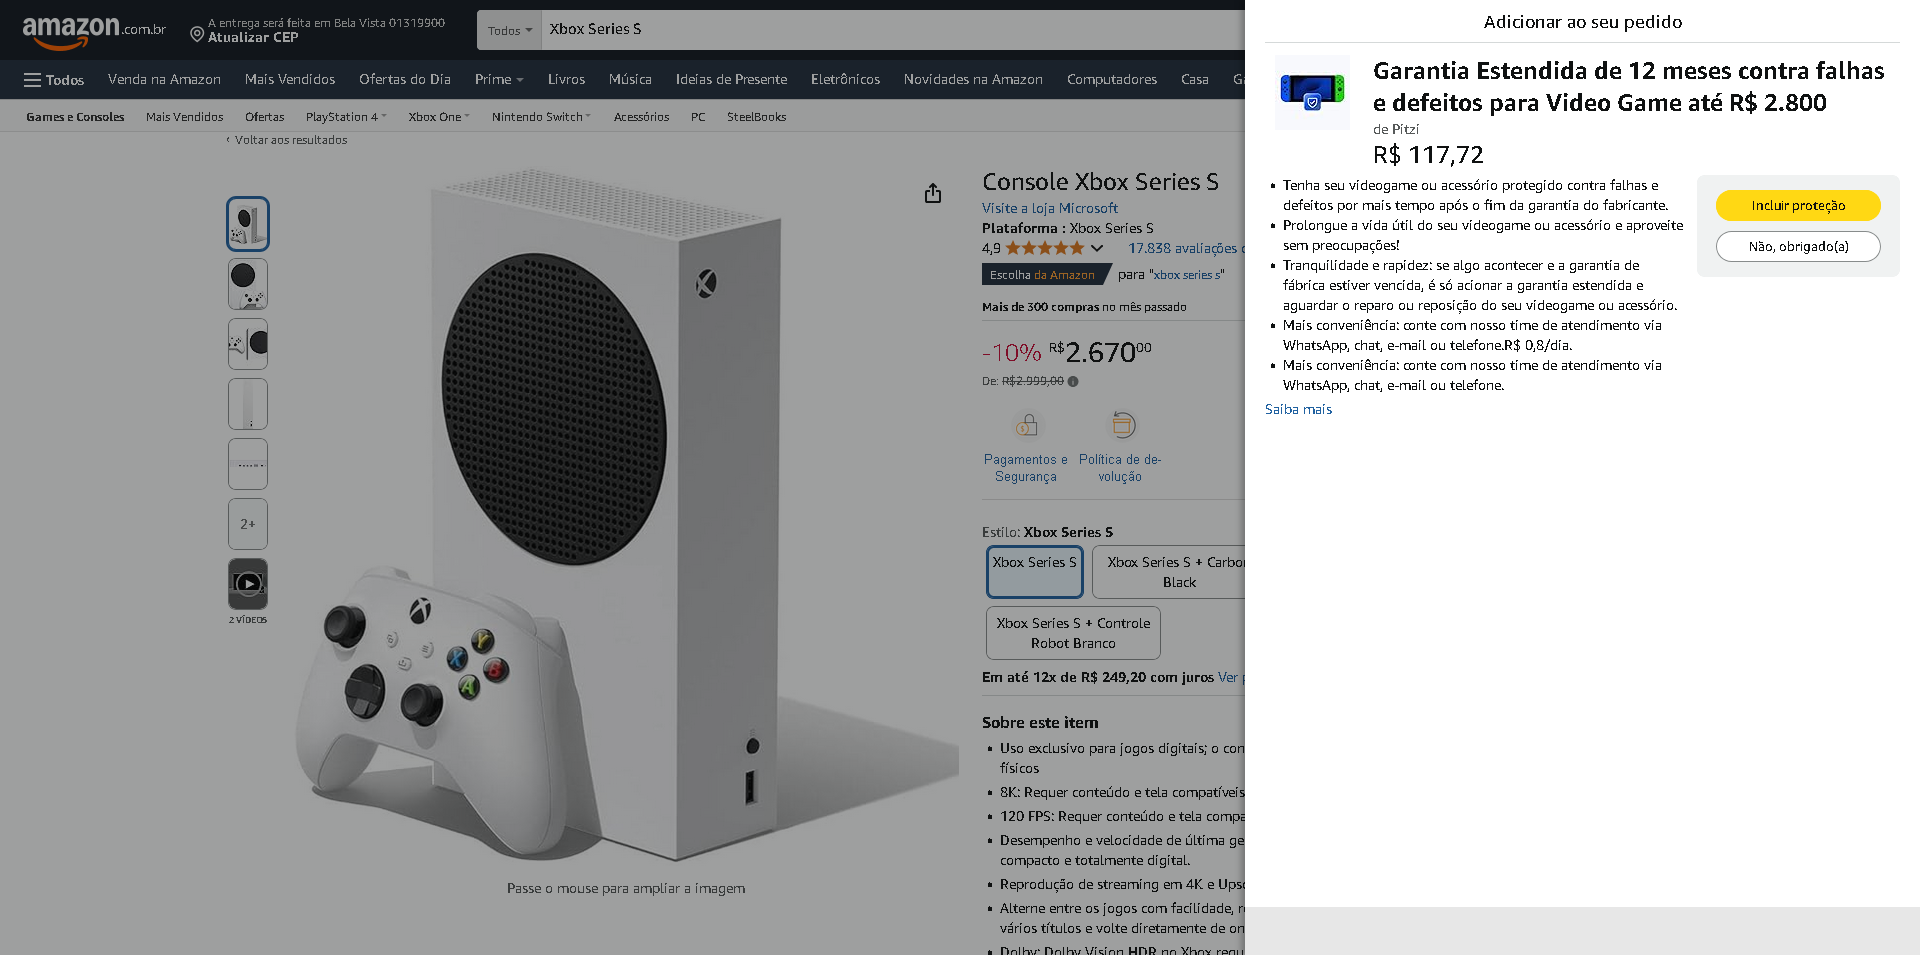 amazon.com.br
A entrega será feita em Bela Vista 01319900
Atualizar CEP
Todos
Xbox Series S
Todos
Venda na Amazon
Mais Vendidos
Ofertas do Dia
Prime
Livros
Música
Ideias de Presente
Eletrônicos
Novidades na Amazon
Computadores
Casa
Games e Consoles
Mais Vendidos
Ofertas
PlayStation 4
Xbox One
Nintendo Switch
Acessórios
PC
SteelBooks
‹ Voltar aos resultados
2+
2 VÍDEOS
Y
X
B
A
Passe o mouse para ampliar a imagem
Console Xbox Series S
Visite a loja Microsoft
Plataforma : Xbox Series S
4,9
17.838 avaliações
Escolha da Amazon para "xbox series s"
Mais de 300 compras no mês passado
-10% R$2.67000
De: R$2.999,00
Pagamentos e
Segurança
Política de de-
volução
Estilo: Xbox Series S
Xbox Series S
Xbox Series S + Carbon
Black
Xbox Series S + Controle
Robot Branco
Em até 12x de R$ 249,20 com juros Ver
Sobre este item
• Uso exclusivo para jogos digitais; o con
físicos
• 8K: Requer conteúdo e tela compatíveis
• 120 FPS: Requer conteúdo e tela compa
• Desempenho e velocidade de última ge
compacto e totalmente digital.
• Reprodução de streaming em 4K e Upsc
• Alterne entre os jogos com facilidade, r
vários títulos e volte diretamente de on
• Dolby: Dolby Vision HDR no Xbox requ
Adicionar ao seu pedido
Garantia Estendida de 12 meses contra falhas
e defeitos para Video Game até R$ 2.800
de Pitzi
R$ 117,72
• Tenha seu videogame ou acessório protegido contra falhas e
defeitos por mais tempo após o fim da garantia do fabricante.
• Prolongue a vida útil do seu videogame ou acessório e aproveite
sem preocupações!
• Tranquilidade e rapidez: se algo acontecer e a garantia de
fábrica estiver vencida, é só acionar a garantia estendida e
aguardar o reparo ou reposição do seu videogame ou acessório.
• Mais conveniência: conte com nosso time de atendimento via
WhatsApp, chat, e-mail ou telefone.R$ 0,8/dia.
• Mais conveniência: conte com nosso time de atendimento via
WhatsApp, chat, e-mail ou telefone.
Saiba mais
Incluir proteção
Não, obrigado(a)